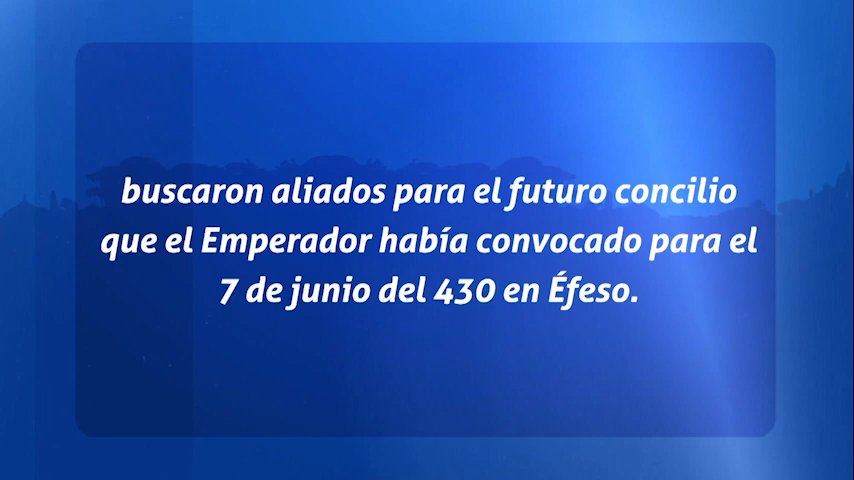 buscaron aliados para el futuro concilio
que el Emperador había convocado para el
7 de junio del 430 en Éfeso.